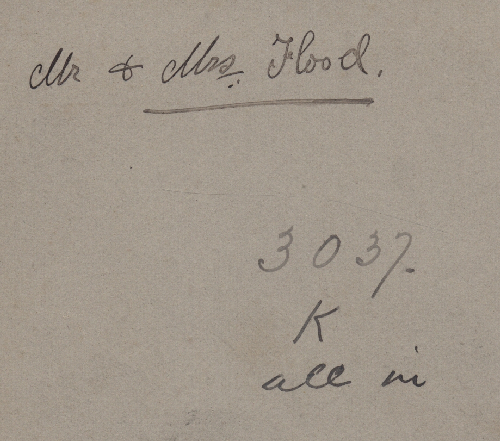 Mr & Mrs. Flood.
3037.
K
all in